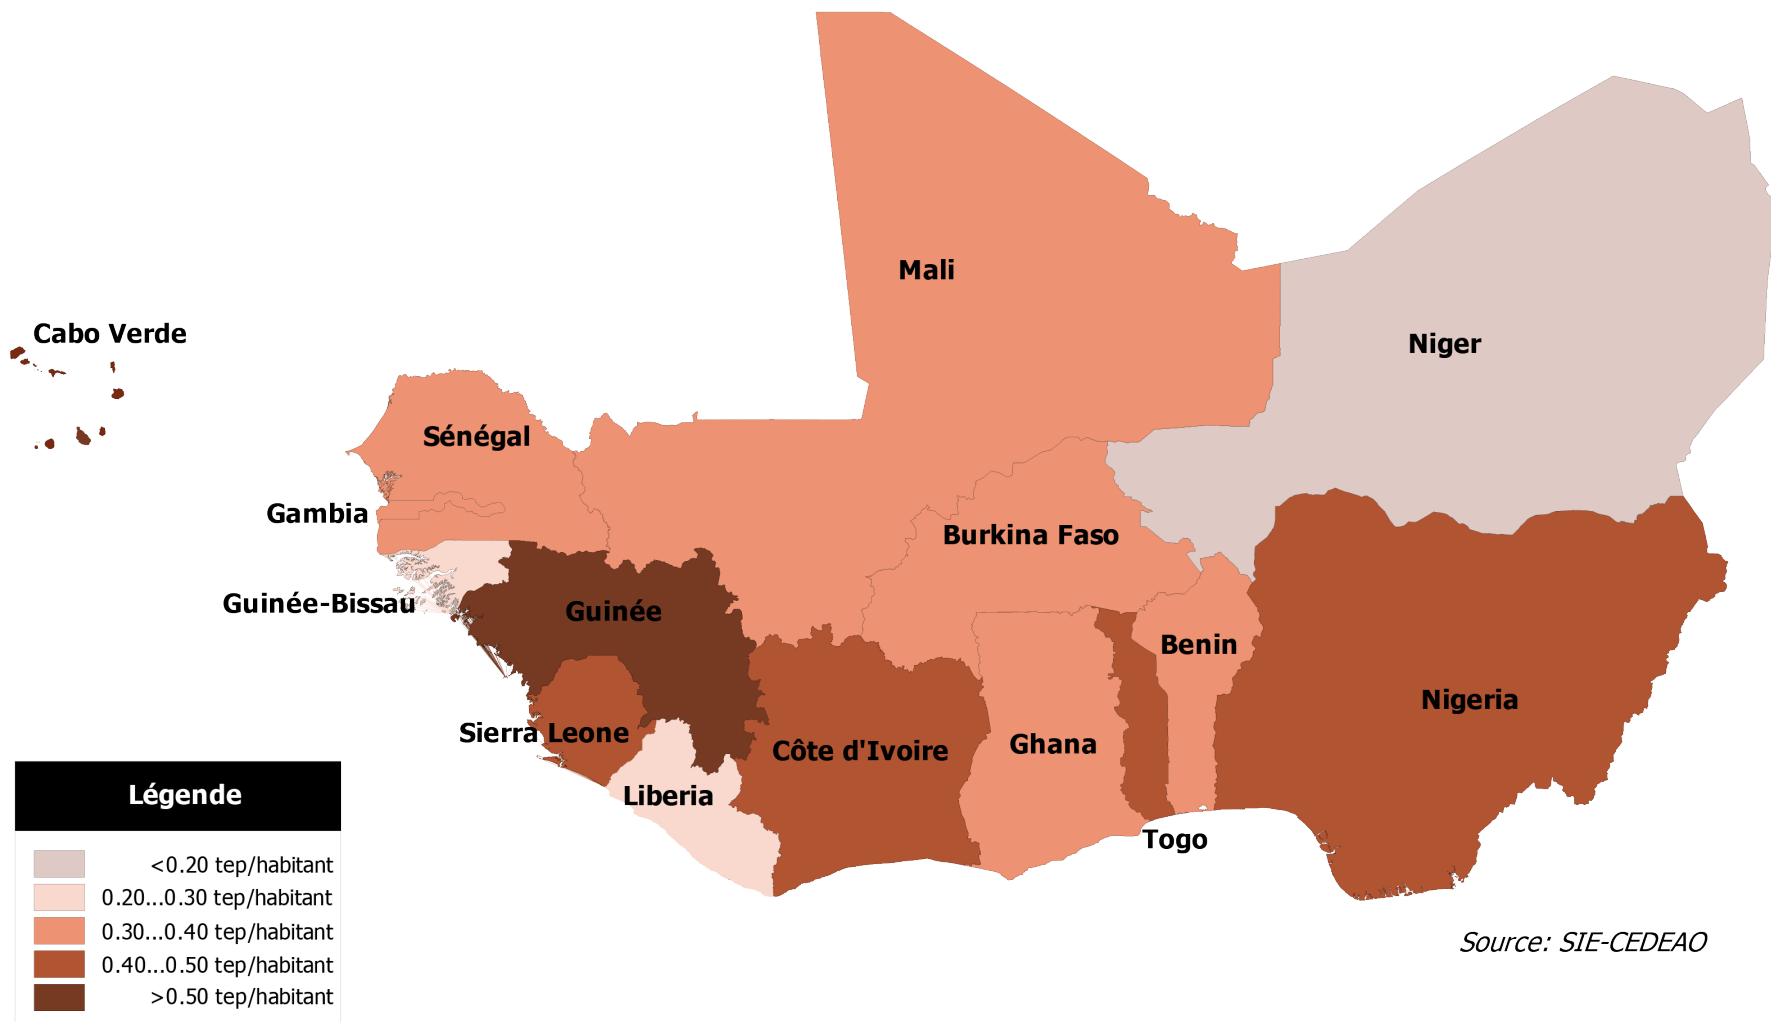 Mali
Cabo Verde
Niger
Sénégal
Gambia
Burkina Faso
Guinée-Bissau
Guinée
Benin
Nigeria
Sierra Leone
Côte d'Ivoire
Ghana
Liberia
Togo
Légende
<0.20 tep/habitant
0.20...0.30 tep/habitant
0.30...0.40 tep/habitant
0.40...0.50 tep/habitant
>0.50 tep/habitant
Source: SIE-CEDEAO